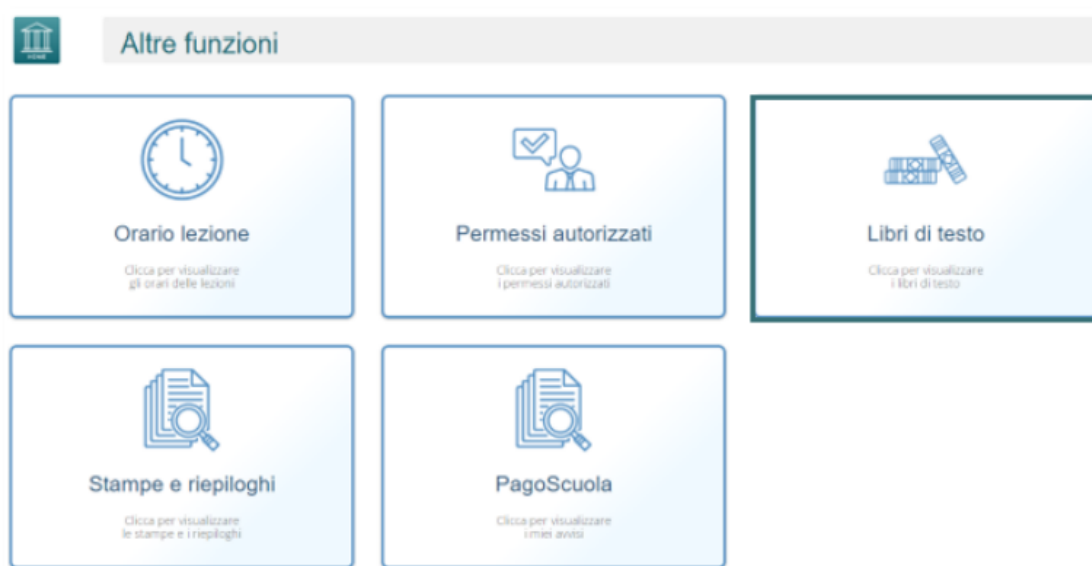 HOME
Altre funzioni
Orario lezione
Clicca per visualizzare
gli orari delle lezioni
Permessi autorizzati
Clicca per visualizzare
i permessi autorizzati
Libri di testo
Clicca per visualizzare
i libri di testo
Stampe e riepiloghi
Clicca per visualizzare
le stampe e i riepiloghi
PagoScuola
Clicca per visualizzare
i miei avvisi